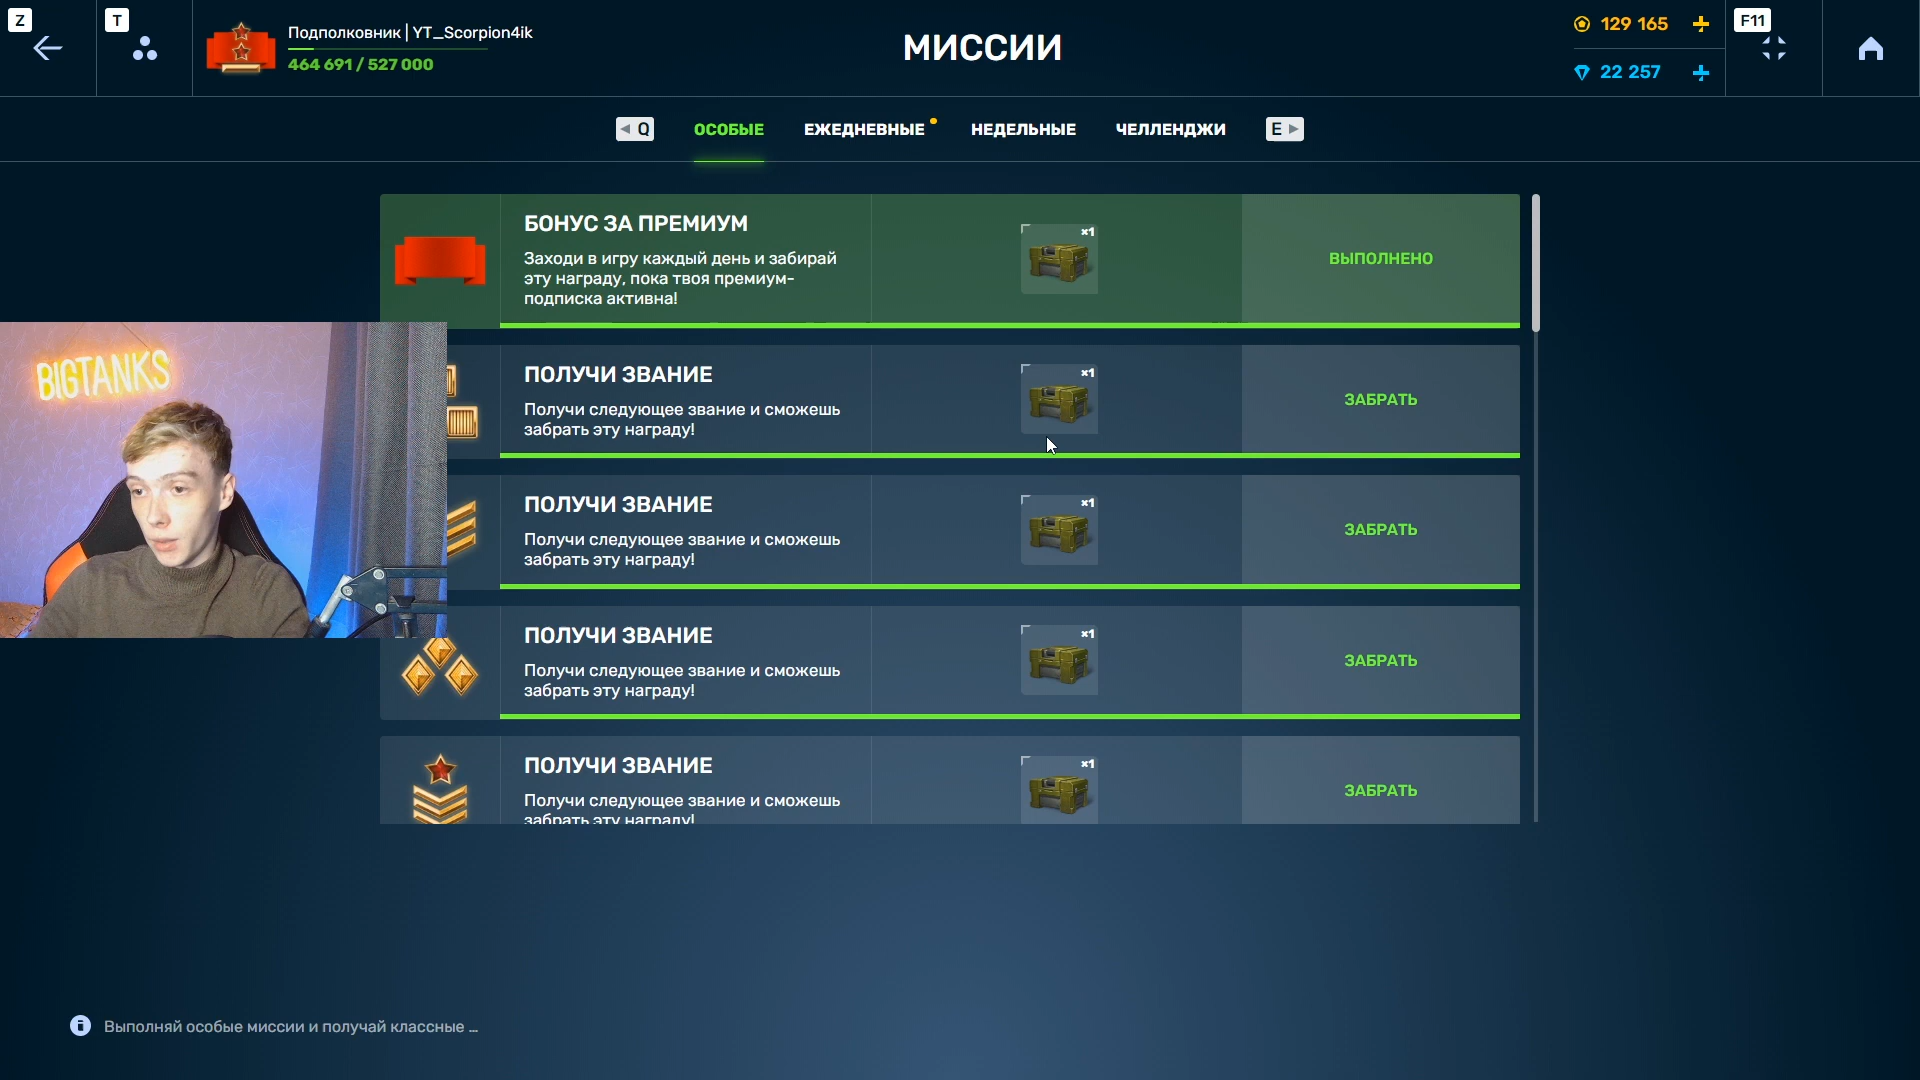 Z
T
Подполковник | YT_Scorpion4ik
464 691 / 527 000
МИССИИ
129 165
22 257
F11
Q
ОСОБЫЕ
ЕЖЕДНЕВНЫЕ
НЕДЕЛЬНЫЕ
ЧЕЛЛЕНДЖИ
E
БОНУС ЗА ПРЕМИУМ
Заходи в игру каждый день и забирай
эту награду, пока твоя премиум-
подписка активна!
×1
ВЫПОЛНЕНО
BIGTANKS
ПОЛУЧИ ЗВАНИЕ
Получи следующее звание и сможешь
забрать эту награду!
×1
ЗАБРАТЬ
ПОЛУЧИ ЗВАНИЕ
Получи следующее звание и сможешь
забрать эту награду!
×1
ЗАБРАТЬ
ПОЛУЧИ ЗВАНИЕ
Получи следующее звание и сможешь
забрать эту награду!
×1
ЗАБРАТЬ
ПОЛУЧИ ЗВАНИЕ
Получи следующее звание и сможешь
забрать эту награду!
×1
ЗАБРАТЬ
Выполняй особые миссии и получай классные ...